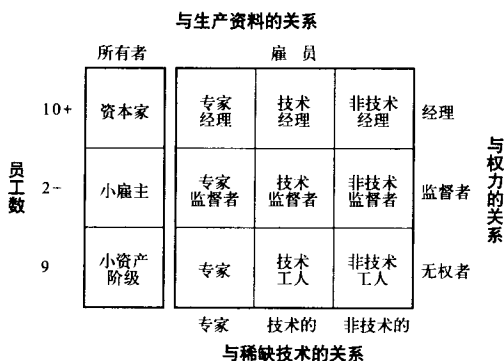 与生产资料的关系
所有者
雇 员
10+
资本家
专家
经理
技术
经理
非技术
经理
经理
员工数
2-
小雇主
专家
监督者
技术
监督者
非技术
监督者
监督者
与权力的关系
9
小资产
阶级
专家
技术
工人
非技术
工人
无权者
专家
技术的
非技术的
与稀缺技术的关系